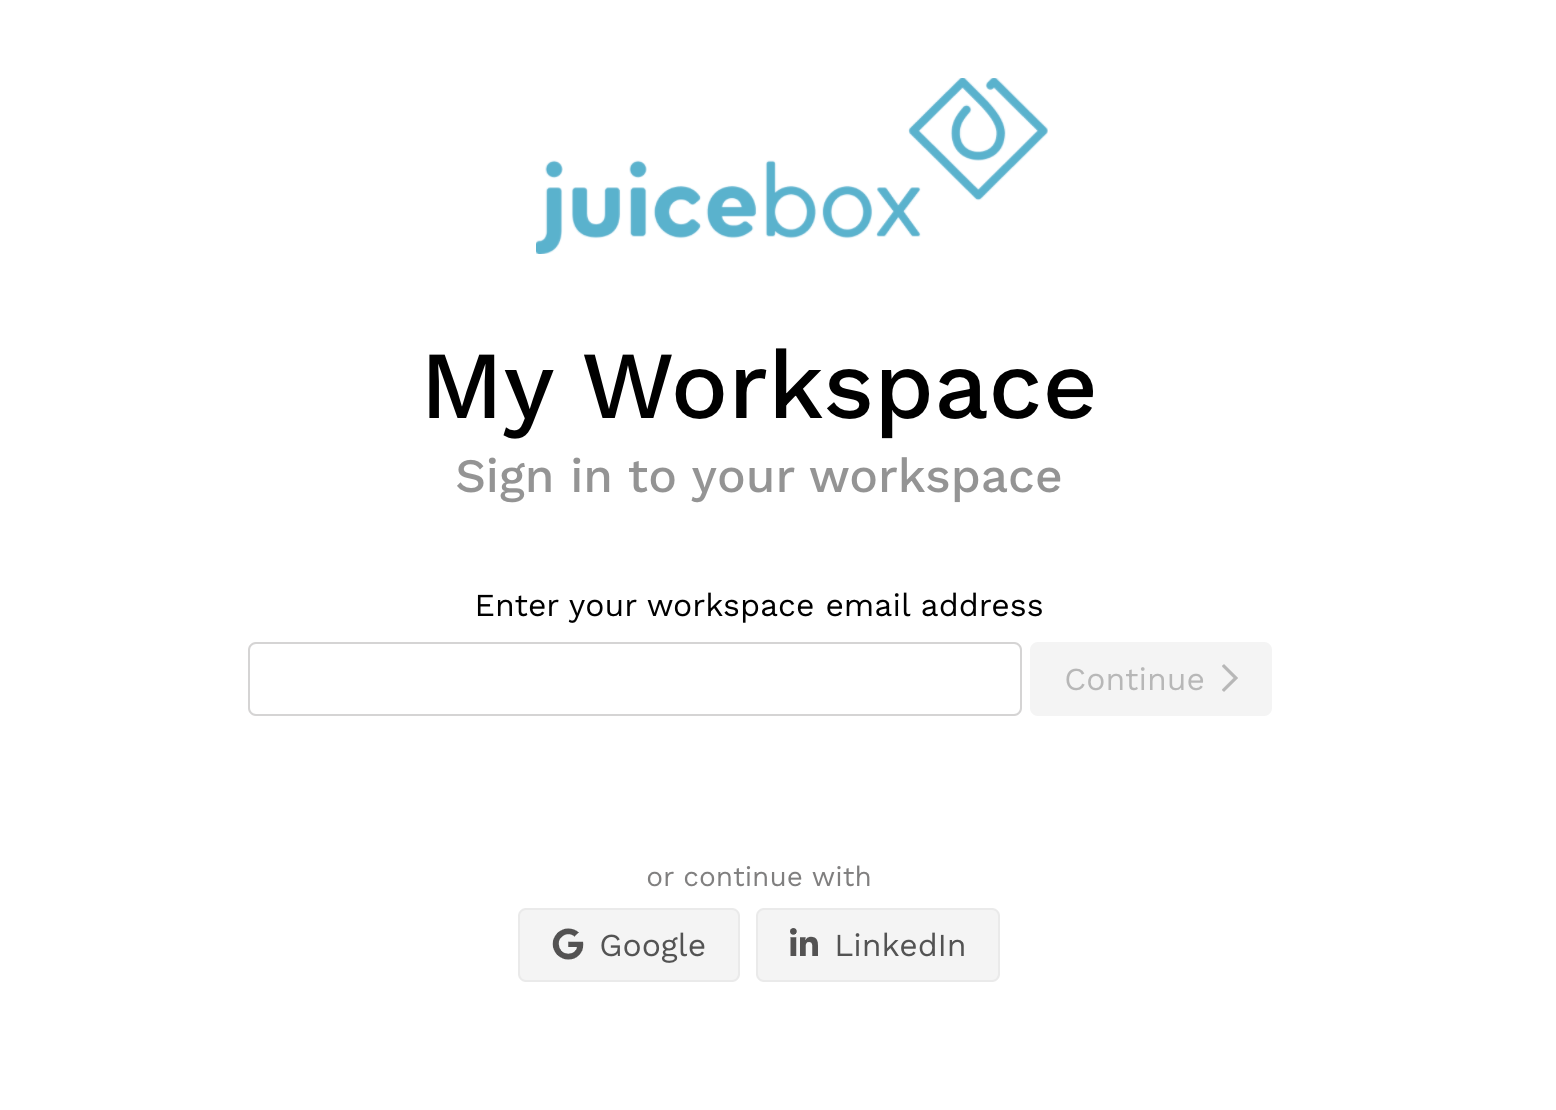 juicebox
My Workspace
Sign in to your workspace
Enter your workspace email address
Continue
or continue with
Google
LinkedIn